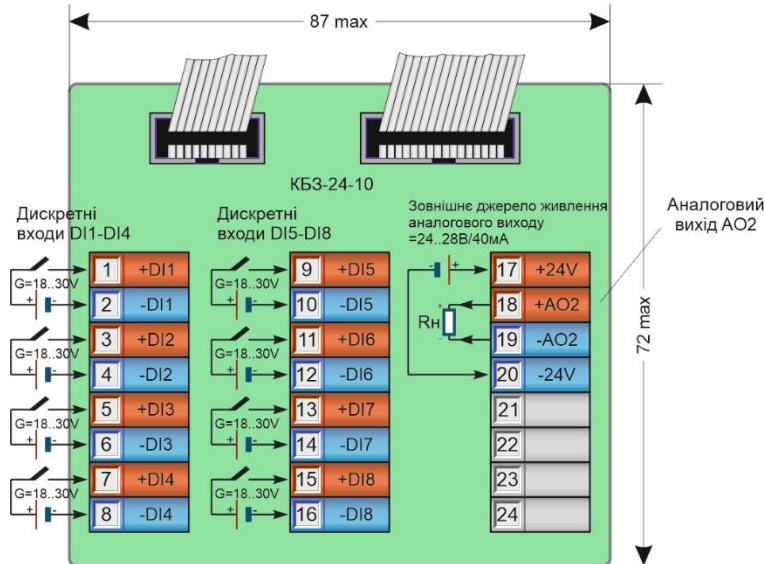 87 max
КБЗ-24-10
Дискретні
входи DI1-DI4
G=18..30V
+ -
G=18..30V
+ -
G=18..30V
+ -
G=18..30V
+ -
1 +DI1
2 -DI1
3 +DI2
4 -DI2
5 +DI3
6 -DI3
7 +DI4
8 -DI4
Дискретні
входи DI5-DI8
G=18..30V
+ -
G=18..30V
+ -
G=18..30V
+ -
G=18..30V
+ -
9 +DI5
10 -DI5
11 +DI6
12 -DI6
13 +DI7
14 -DI7
15 +DI8
16 -DI8
Зовнішнє джерело живлення
аналогового виходу
=24..28В/40мА
- +
+
Rн
-
17 +24V
18 +AO2
19 -AO2
20 -24V
21
22
23
24
Аналоговий
вихід AO2
72 max